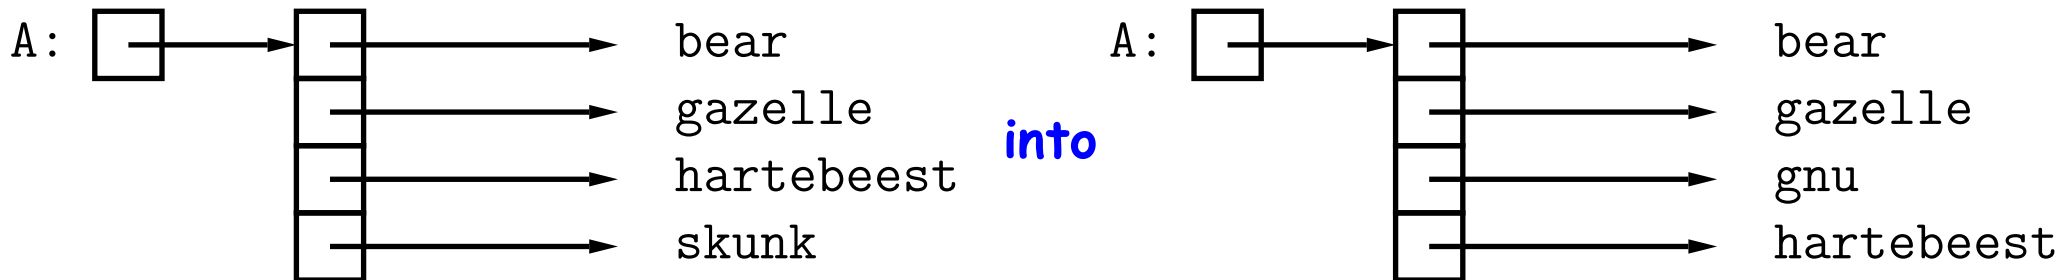 A: bear A: bear
gazelle gazelle
into
hartebeest gnu
skunk hartebeest